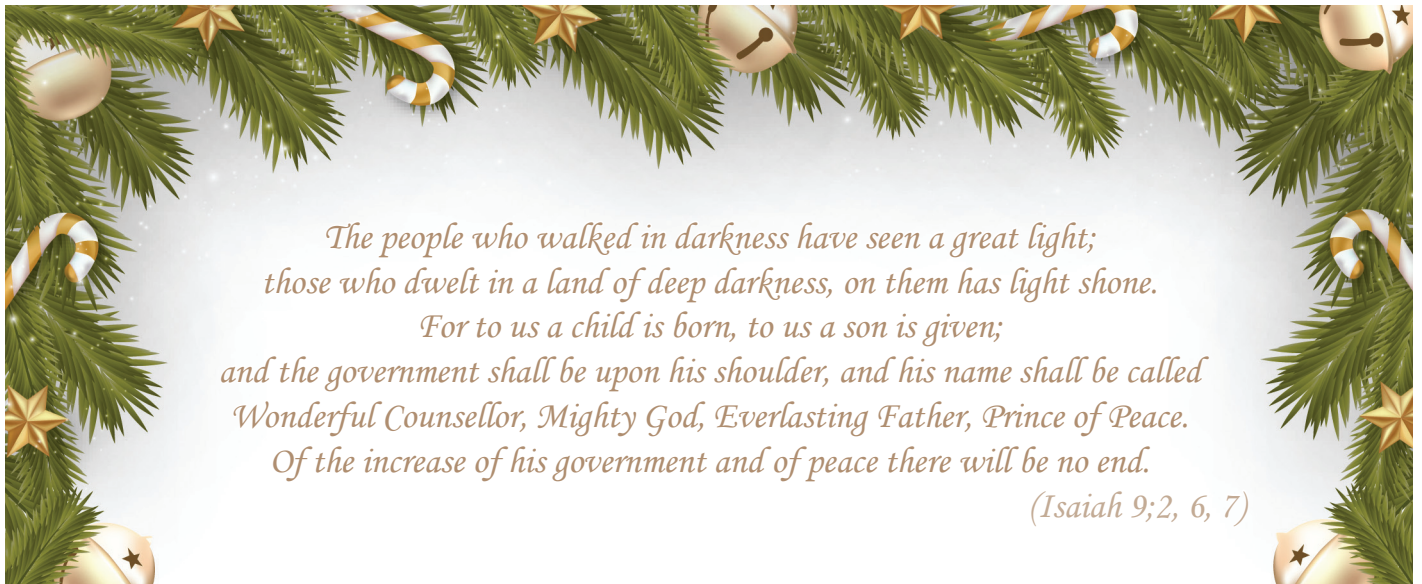 The people who walked in darkness have seen a great light;
those who dwelt in a land of deep darkness, on them has light shone.
For to us a child is born, to us a son is given;
and the government shall be upon his shoulder, and his name shall be called
Wonderful Counsellor, Mighty God, Everlasting Father, Prince of Peace.
Of the increase of his government and of peace there will be no end.
(Isaiah 9;2, 6, 7)